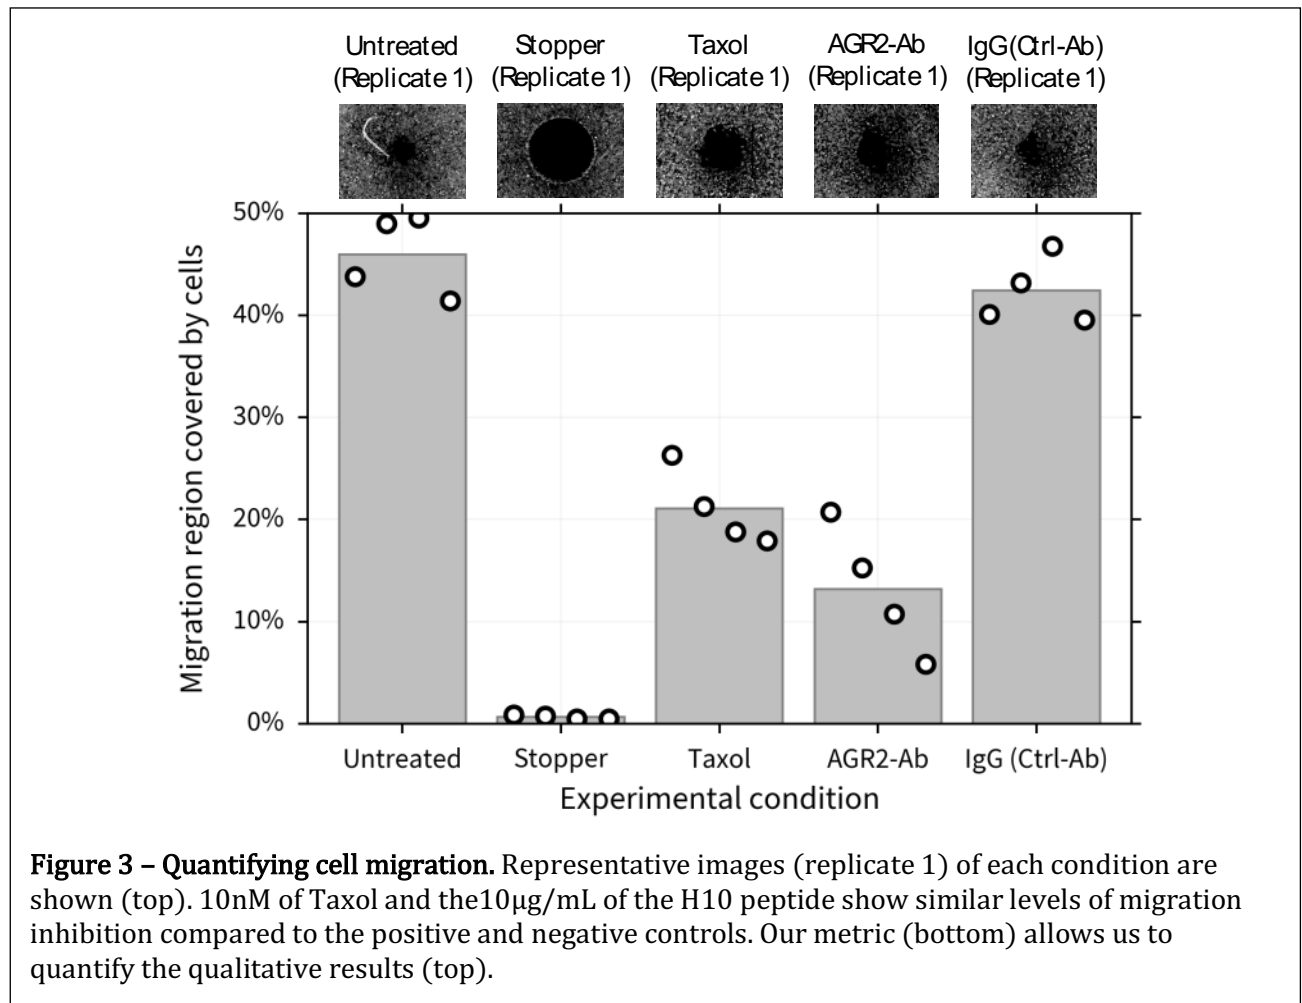 Untreated Stopper Taxol AGR2-Ab IgG(Ctrl-Ab)
(Replicate 1) (Replicate 1) (Replicate 1) (Replicate 1) (Replicate 1)
50%
40%
30%
20%
10%
0%
Migration region covered by cells
Untreated Stopper Taxol AGR2-Ab IgG (Ctrl-Ab)
Experimental condition
Figure 3 – Quantifying cell migration. Representative images (replicate 1) of each condition are
shown (top). 10nM of Taxol and the10µg/mL of the H10 peptide show similar levels of migration
inhibition compared to the positive and negative controls. Our metric (bottom) allows us to
quantify the qualitative results (top).